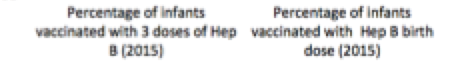 Percentage of infants
vaccinated with 3 doses of Hep
B (2015)
Percentage of infants
vaccinated with Hep B birth
dose (2015)